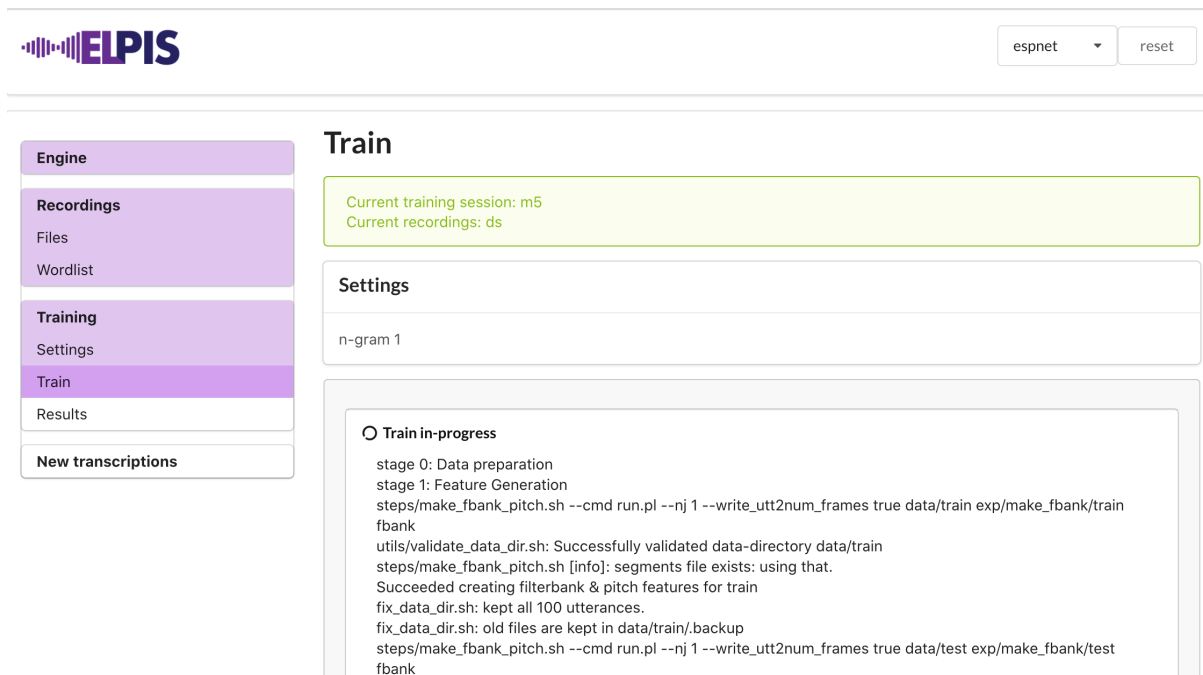 ELPIS
espnet
reset
Engine
Recordings
Files
Wordlist
Training
Settings
Train
Results
New transcriptions
Train
Current training session: m5
Current recordings: ds
Settings
n-gram 1
Train in-progress
stage 0: Data preparation
stage 1: Feature Generation
steps/make_fbank_pitch.sh --cmd run.pl --nj 1 --write_utt2num_frames true data/train exp/make_fbank/train
fbank
utils/validate_data_dir.sh: Successfully validated data-directory data/train
steps/make_fbank_pitch.sh [info]: segments file exists: using that.
Succeeded creating filterbank & pitch features for train
fix_data_dir.sh: kept all 100 utterances.
fix_data_dir.sh: old files are kept in data/train/.backup
steps/make_fbank_pitch.sh --cmd run.pl --nj 1 --write_utt2num_frames true data/test exp/make_fbank/test
fbank